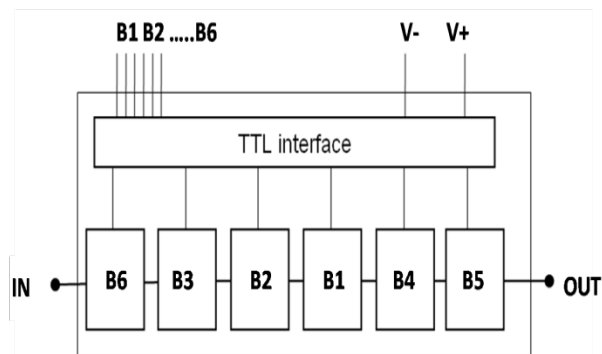 B1 B2 .....B6 V- V+
TTL interface
IN B6 B3 B2 B1 B4 B5 OUT